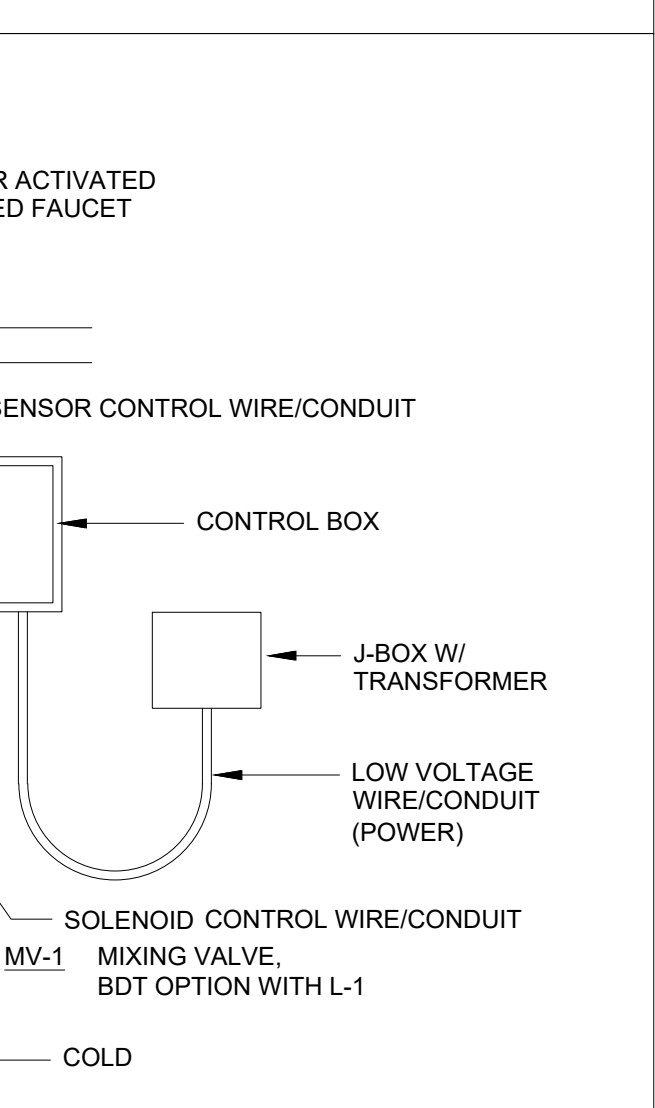 R ACTIVATED
ED FAUCET
SENSOR CONTROL WIRE/CONDUIT
CONTROL BOX
J-BOX W/
TRANSFORMER
LOW VOLTAGE
WIRE/CONDUIT
(POWER)
SOLENOID CONTROL WIRE/CONDUIT
MV-1 MIXING VALVE,
BDT OPTION WITH L-1
COLD